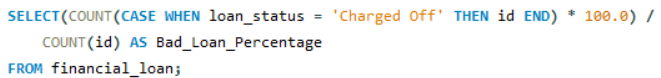 SELECT(COUNT(CASE WHEN loan_status = 'Charged Off' THEN id END) * 100.0) /
COUNT(id) AS Bad_Loan_Percentage
FROM financial_loan;